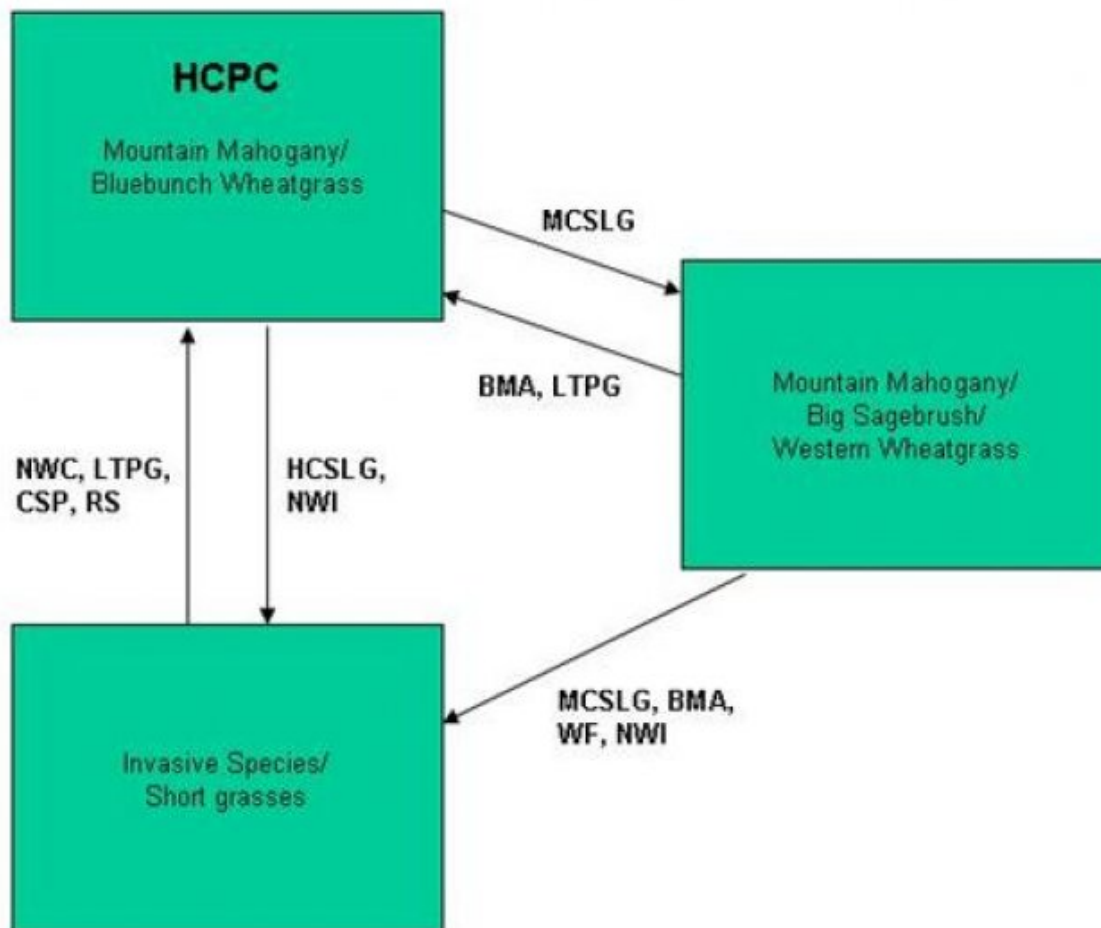 HCPC
Mountain Mahogany/
Bluebunch Wheatgrass
MCSLG
BMA, LTPG
Mountain Mahogany/
Big Sagebrush/
Western Wheatgrass
NWC, LTPG,
CSP, RS
HCSLG,
NWI
MCSLG, BMA,
WF, NWI
Invasive Species/
Short grasses